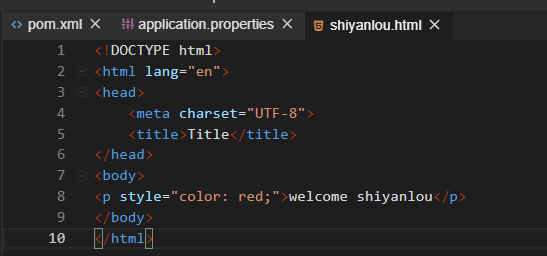 pom.xml application.properties shiyanlou.html
1 <!DOCTYPE html>
2 <html lang="en">
3 <head>
4     <meta charset="UTF-8">
5     <title>Title</title>
6 </head>
7 <body>
8 <p style="color: red;">welcome shiyanlou</p>
9 </body>
10 </html>